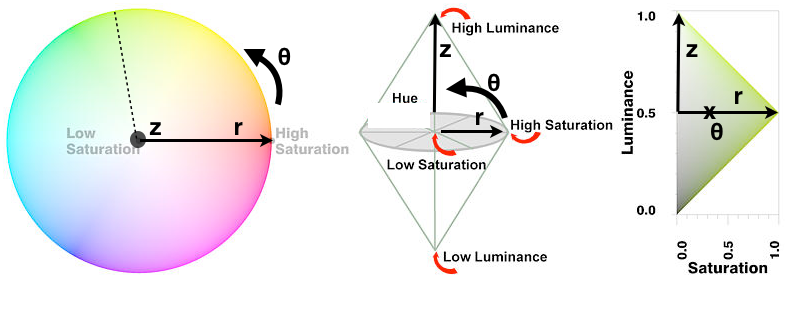 θ
z
r
Low
Saturation
High
Saturation
High Luminance
z
θ
Hue
r
High Saturation
Low Saturation
Low Luminance
Luminance
1.0
0.5
0.0
z
r
x
θ
0.0
0.5
1.0
Saturation